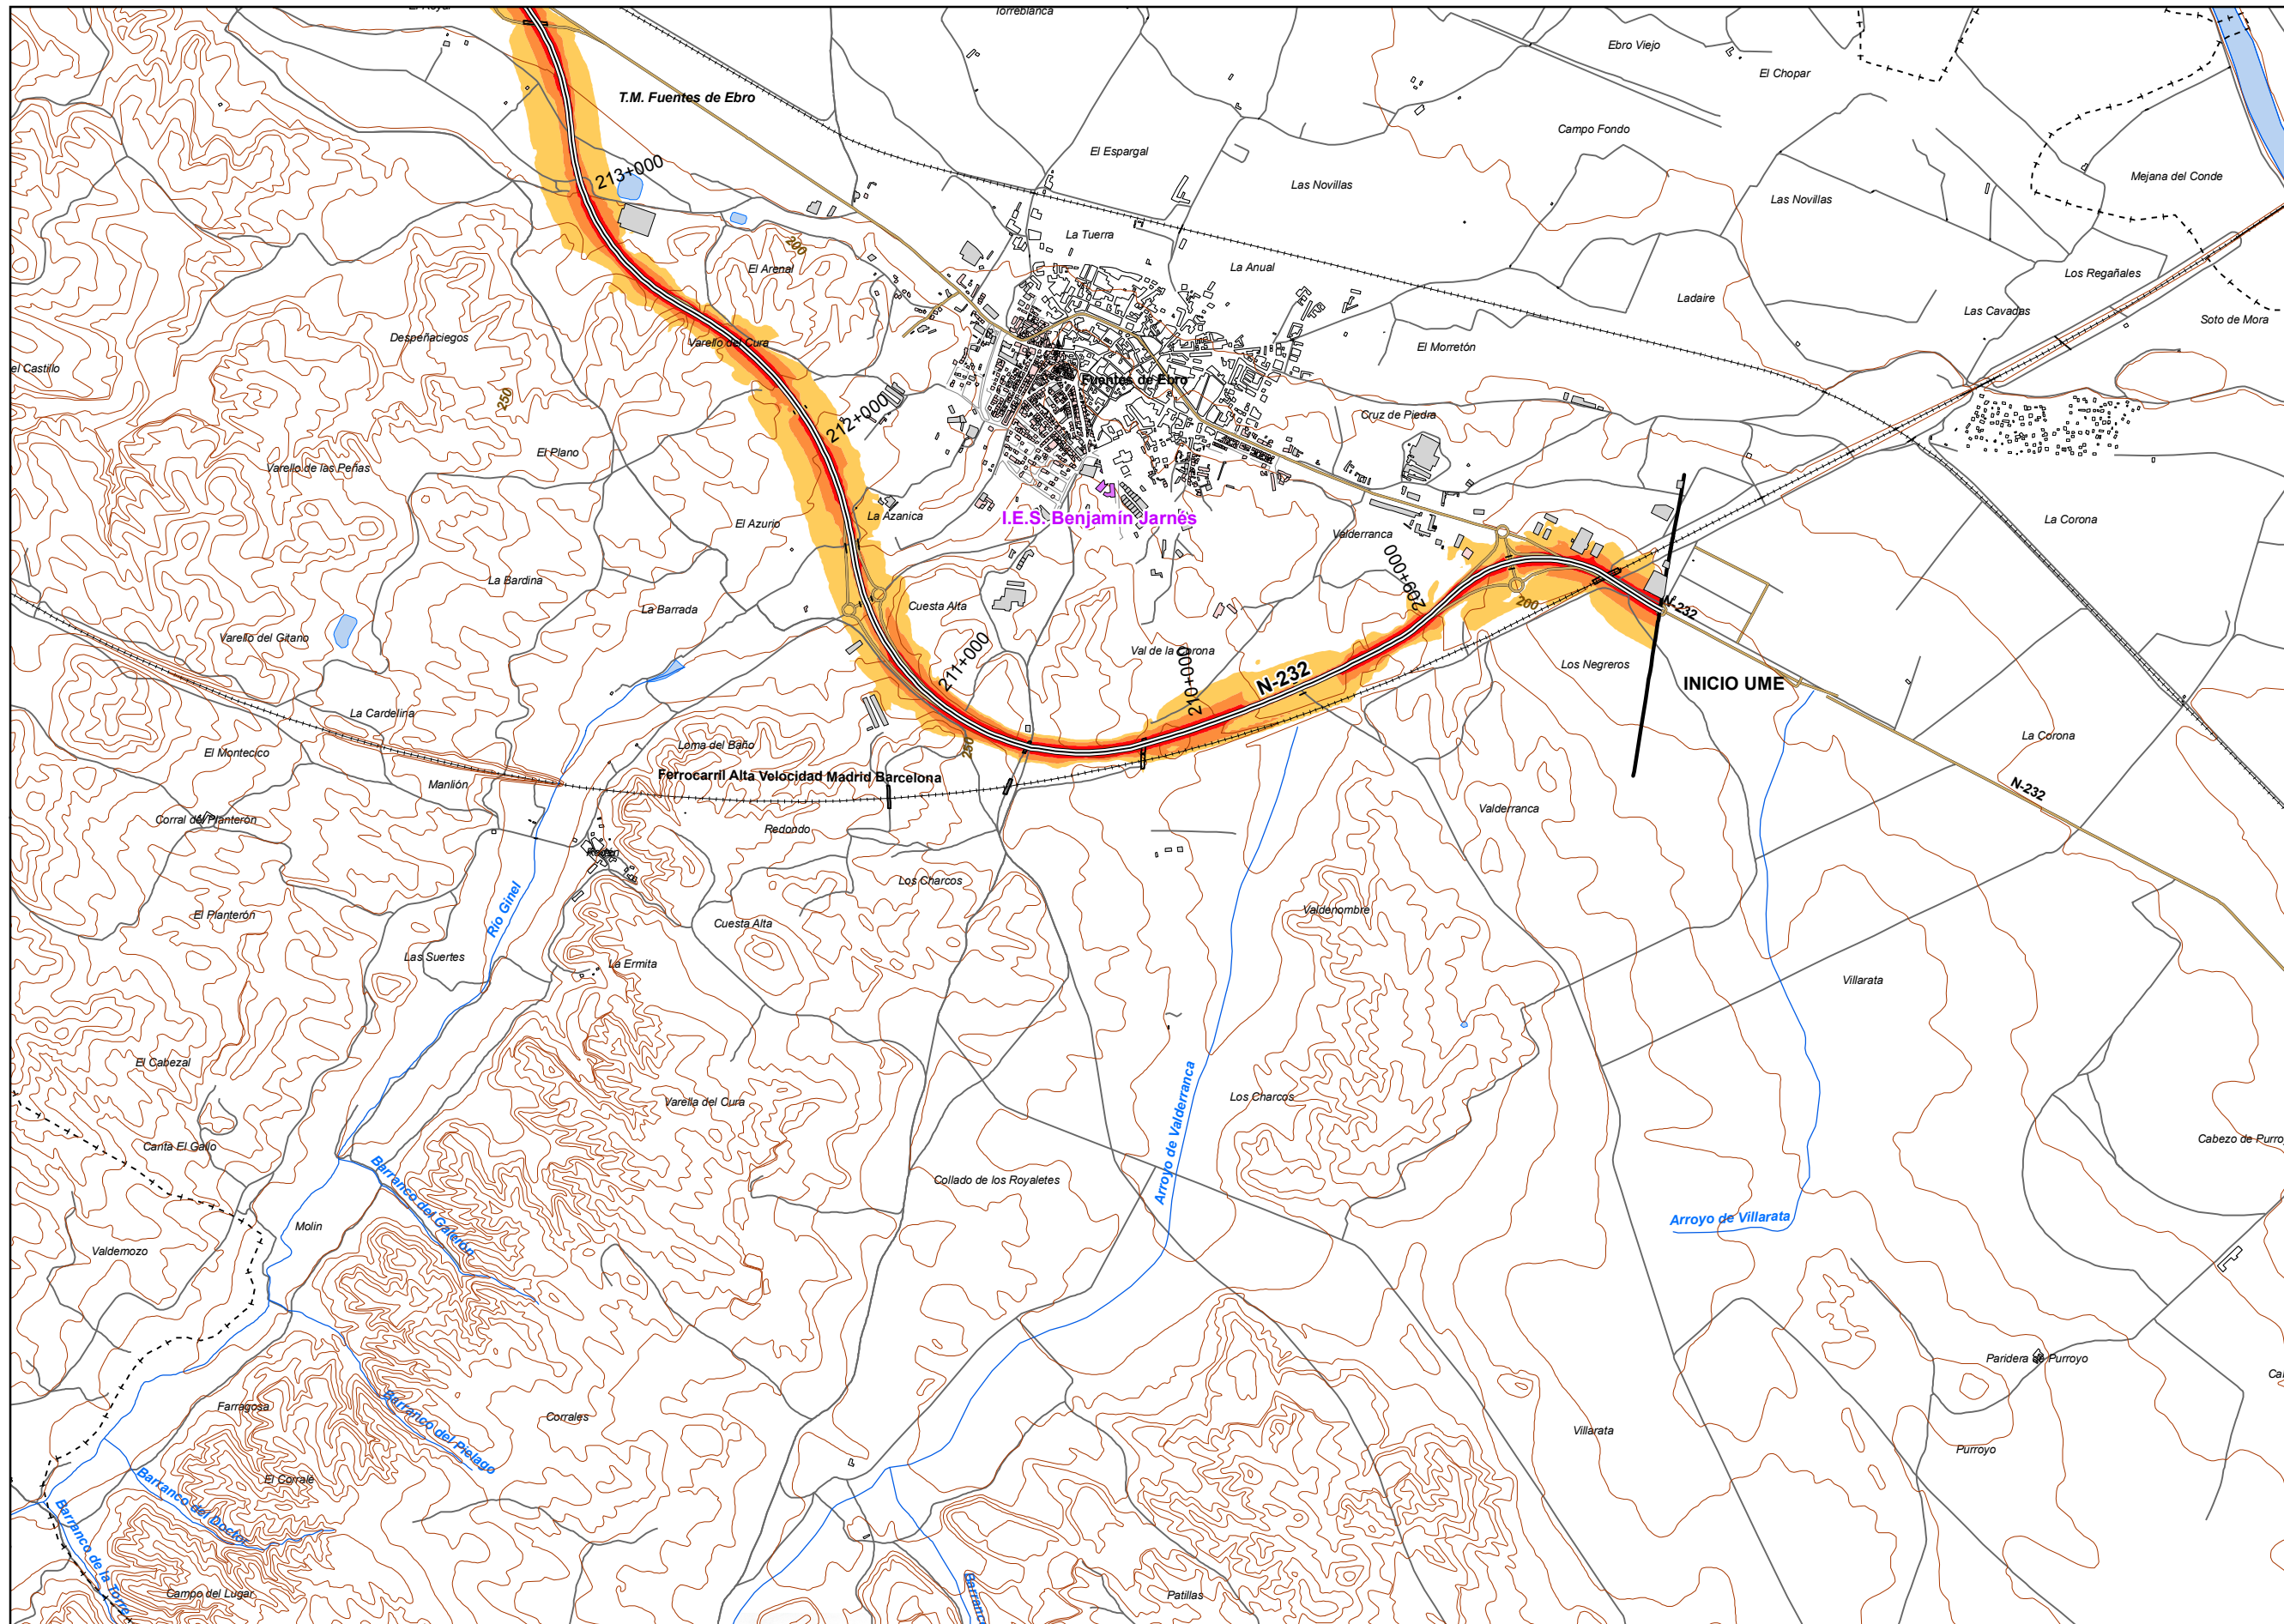 Torreblanca
Ebro Viejo
El Chopar
T.M. Fuentes de Ebro
Campo Fondo
El Espargal
213+000
Las Novillas
Mejana del Conde
Las Novillas
La Tuerra
200
El Arenal
La Anual
Los Regañales
Ladaire
Las Cavadas
Soto de Mora
Despeñaciegos
Varello del Cura
El Morretón
el Castillo
Fuentes de Ebro
250
212+000
Cruz de Piedra
El Plano
Varello de las Peñas
La Azanica
I.E.S. Benjamín Jarnés
El Azurio
La Corona
Valderranca
209+000
La Bardina
La Barrada
Cuesta Alta
200
N-232
Varello del Gitano
211+000
Val de la Corona
210+000
N-232
Los Negreros
INICIO UME
La Cardelina
La Corona
El Montecico
Loma del Baño
250
Ferrocarril Alta Velocidad Madrid Barcelona
Manlión
N-232
Corral del Planterón
Redondo
Valderranca
Rodén
Río Ginel
Los Charcos
El Planterón
Cuesta Alta
Valdenombre
Las Suertes
La Ermita
Villarata
El Cabezal
Varella del Cura
Los Charcos
Arroyo de Valderranca
Canta El Gallo
Barranco del Galerón
Cabezo de Purro
Collado de los Royaletes
Molín
Arroyo de Villarata
Valdemozo
Paridera de Purroyo
Farragosa
Barranco del Piélago
Corrales
Villarata
Purroyo
El Corralé
Barranco del Doctor
Barranco de la Torre
Campo del Lugar
Barranco
Patillas